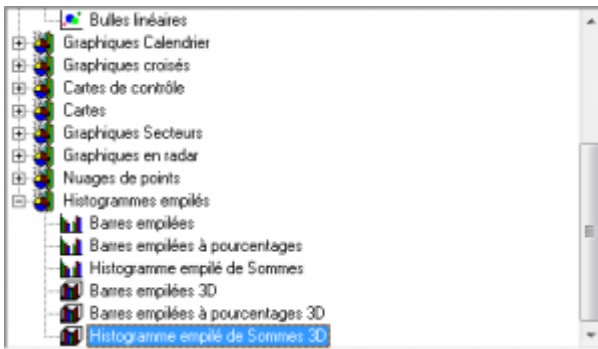 Bulles linéaires
Graphiques Calendrier
Graphiques croisés
Cartes de contrôle
Cartes
Graphiques Secteurs
Graphiques en radar
Nuages de points
Histogrammes empilés
Barres empilées
Barres empilées à pourcentages
Histogramme empilé de Sommes
Barres empilées 3D
Barres empilées à pourcentages 3D
Histogramme empilé de Sommes 3D